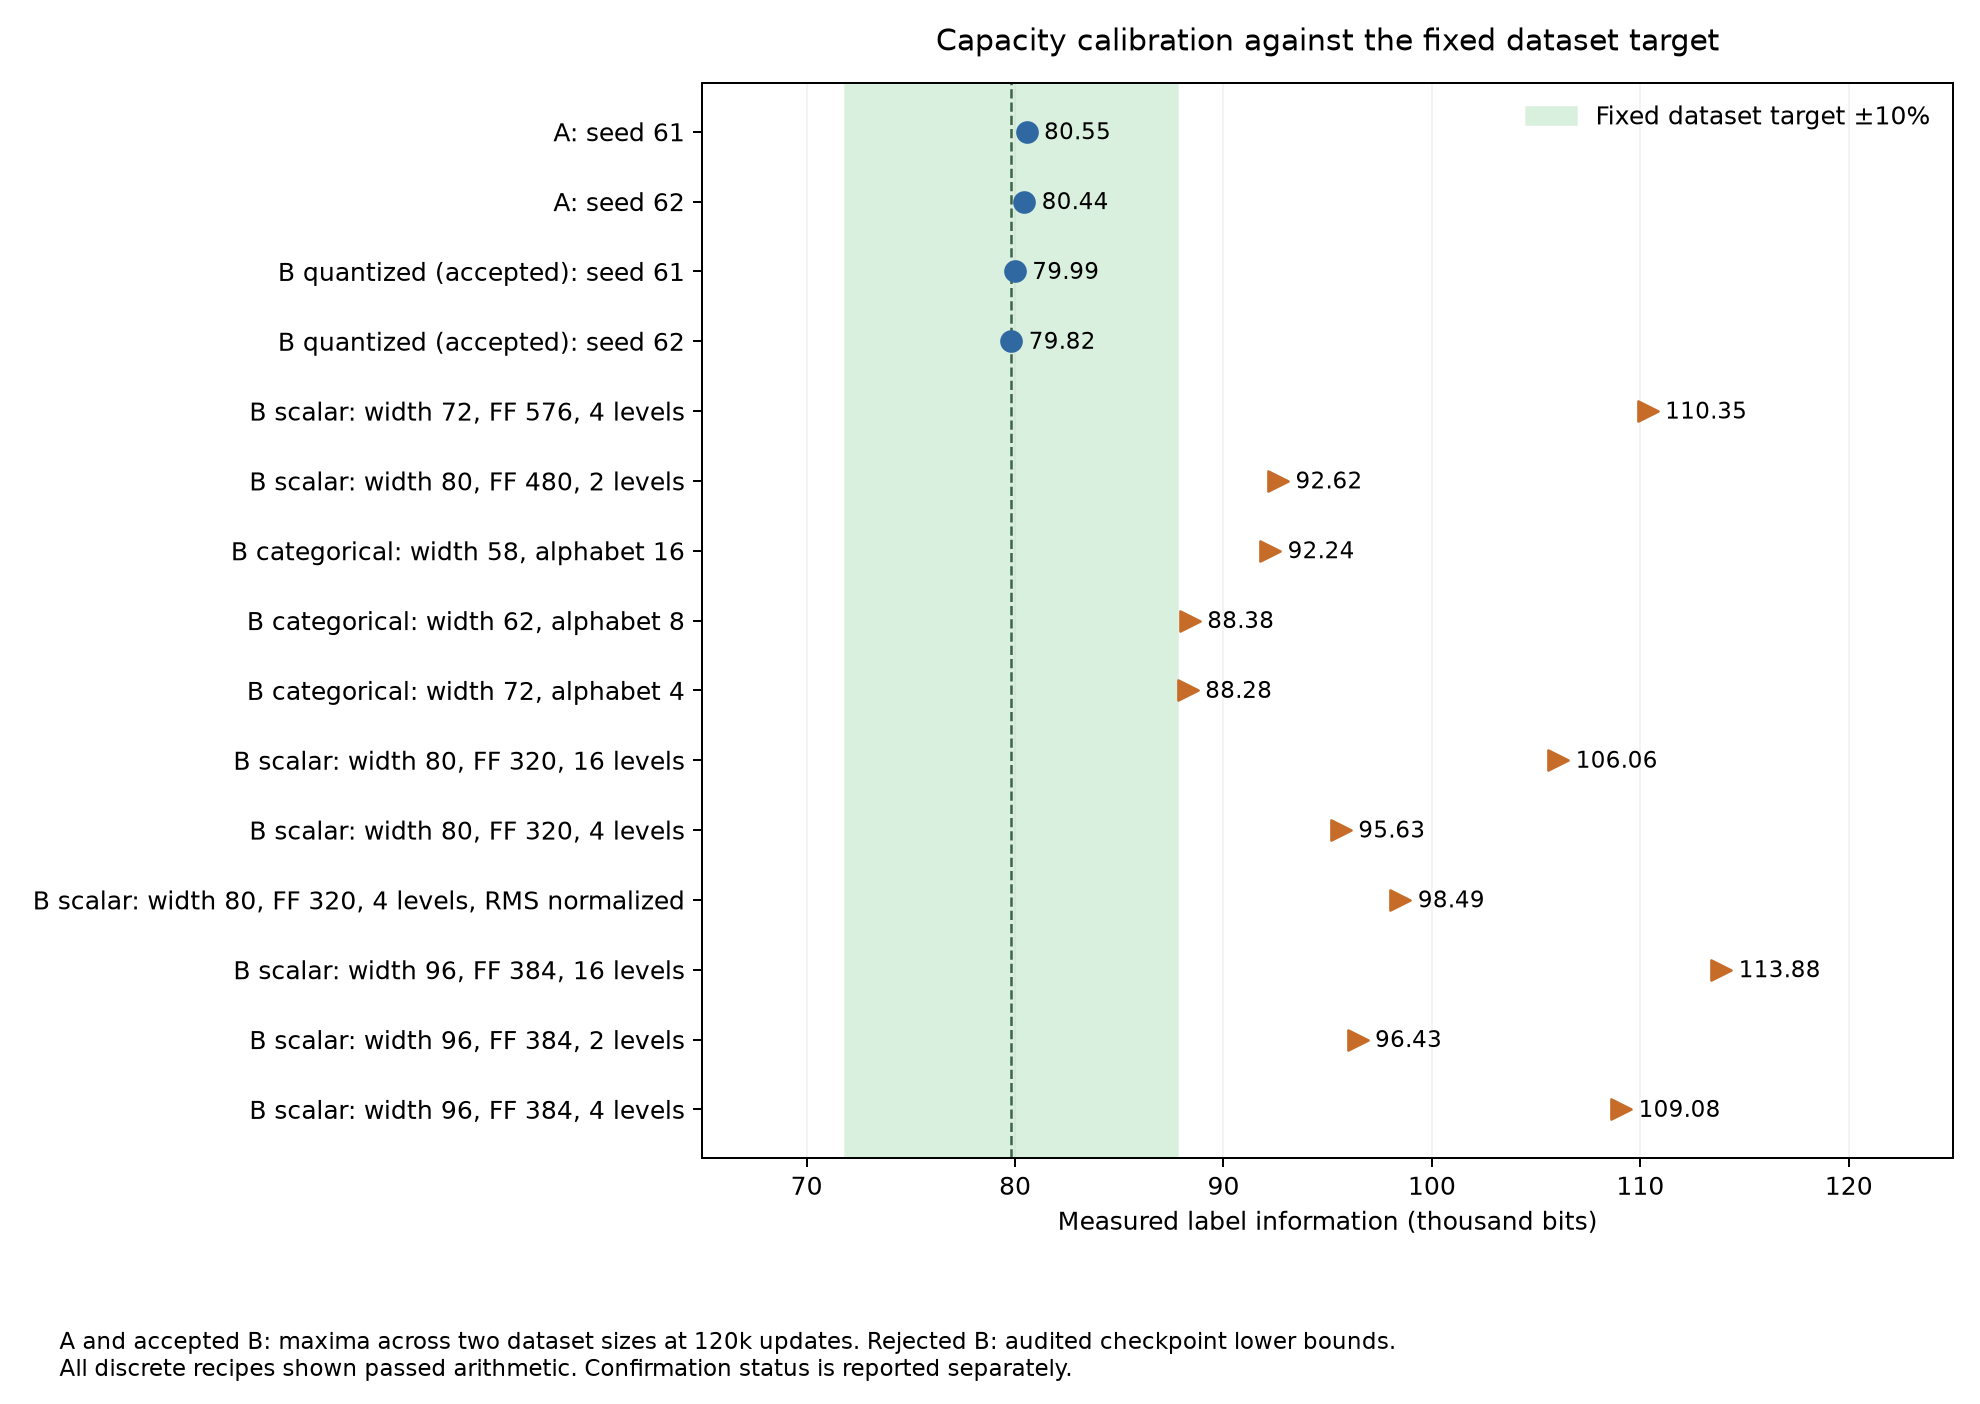 Capacity calibration against the fixed dataset target
Fixed dataset target ±10%
A: seed 61
80.55
A: seed 62
80.44
B quantized (accepted): seed 61
79.99
B quantized (accepted): seed 62
79.82
B scalar: width 72, FF 576, 4 levels
110.35
B scalar: width 80, FF 480, 2 levels
92.62
B categorical: width 58, alphabet 16
92.24
B categorical: width 62, alphabet 8
88.38
B categorical: width 72, alphabet 4
88.28
B scalar: width 80, FF 320, 16 levels
106.06
B scalar: width 80, FF 320, 4 levels
95.63
B scalar: width 80, FF 320, 4 levels, RMS normalized
98.49
B scalar: width 96, FF 384, 16 levels
113.88
B scalar: width 96, FF 384, 2 levels
96.43
B scalar: width 96, FF 384, 4 levels
109.08
70 80 90 100 110 120
Measured label information (thousand bits)
A and accepted B: maxima across two dataset sizes at 120k updates. Rejected B: audited checkpoint lower bounds.
All discrete recipes shown passed arithmetic. Confirmation status is reported separately.